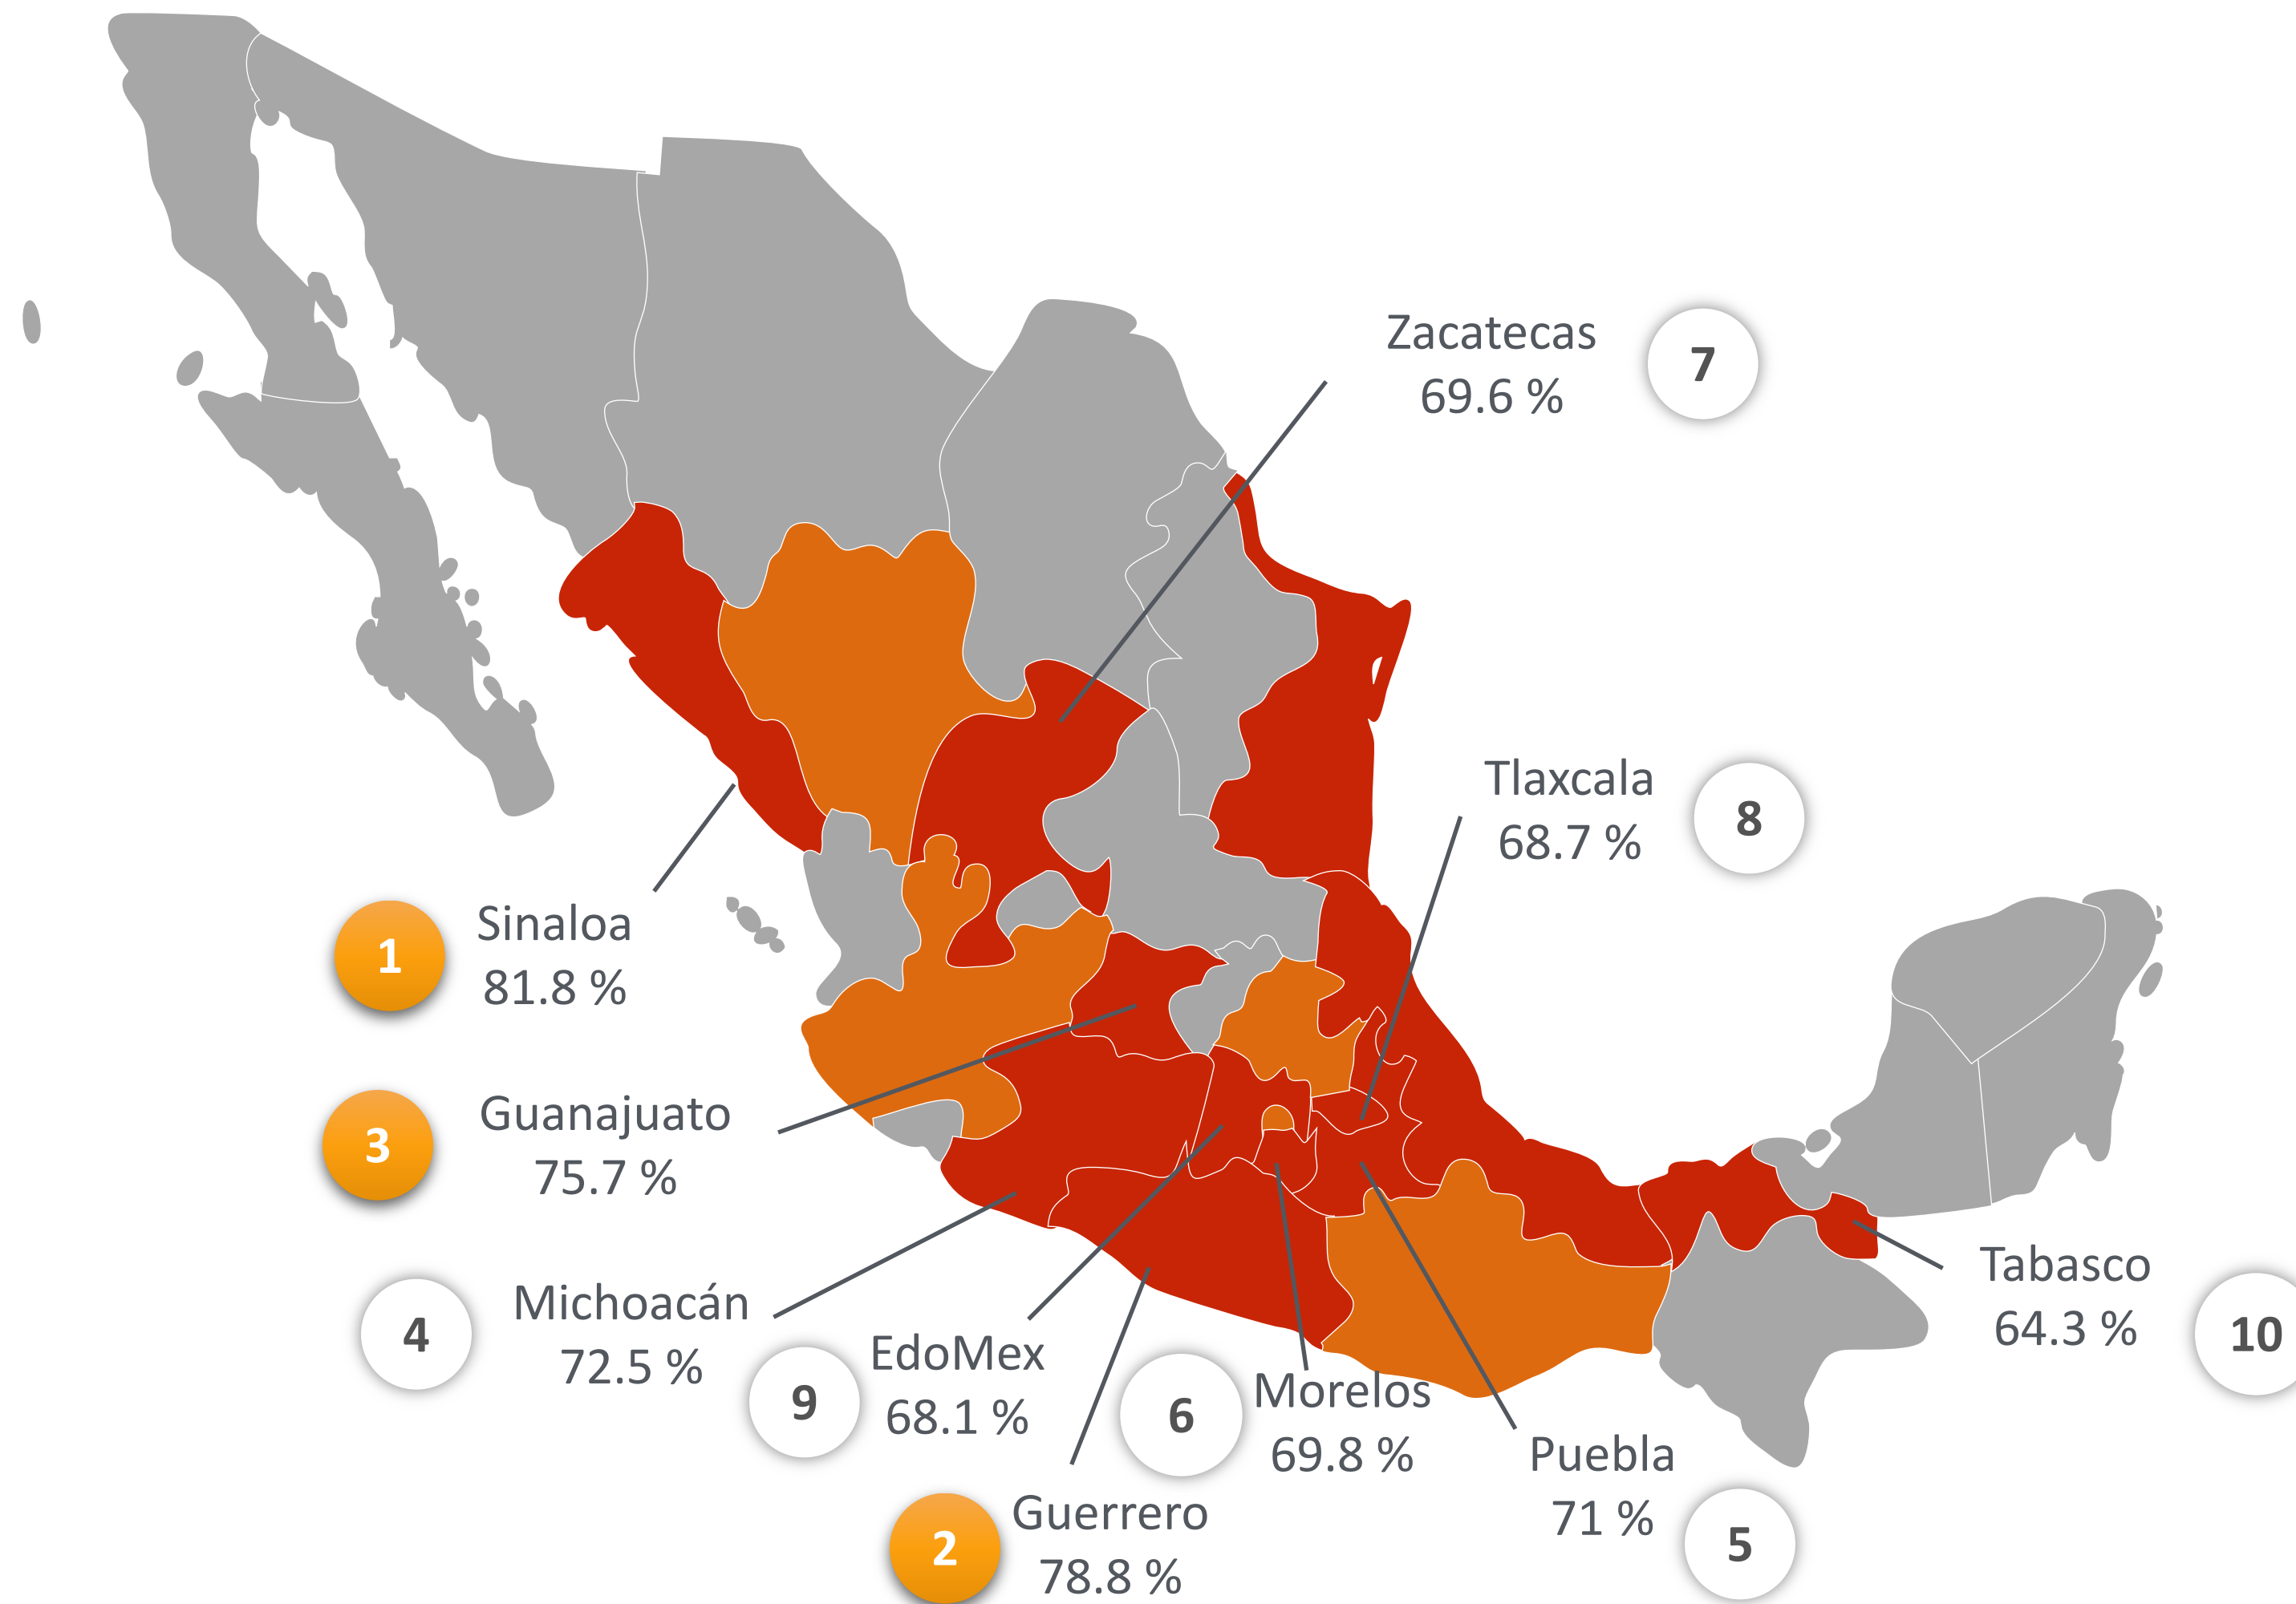 Zacatecas
69.6 %
7
Tlaxcala
68.7 %
8
1
Sinaloa
81.8 %
3
Guanajuato
75.7 %
4
Michoacán
72.5 %
9
EdoMex
68.1 %
2
Guerrero
78.8 %
6
Morelos
69.8 %
Puebla
71 %
5
Tabasco
64.3 %
10